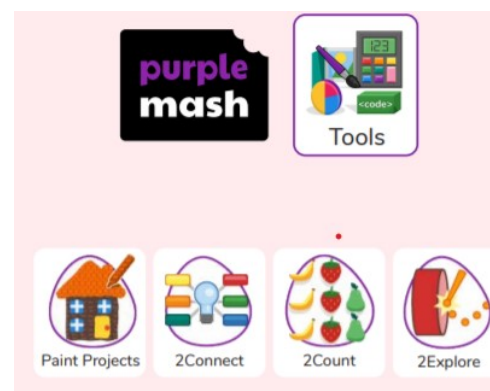 purple
mash
123
<code>
Tools
Paint Projects
2Connect
2Count
2Explore